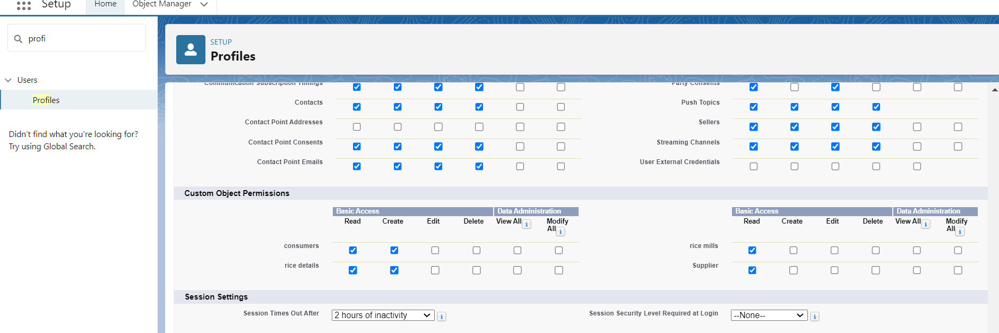 Setup
Home
Object Manager
profi
Users
Profiles
Didn't find what you're looking for?
Try using Global Search.
SETUP
Profiles
Communication Subscription Timings
Contacts
Contact Point Addresses
Contact Point Consents
Contact Point Emails
Party Consents
Push Topics
Sellers
Streaming Channels
User External Credentials
Custom Object Permissions
Basic Access Data Administration
Read Create Edit Delete View All i Modify
All i
consumers
rice details
Basic Access Data Administration
Read Create Edit Delete View All i Modify
All i
rice mills
Supplier
Session Settings
Session Times Out After 2 hours of inactivity i
Session Security Level Required at Login --None-- i